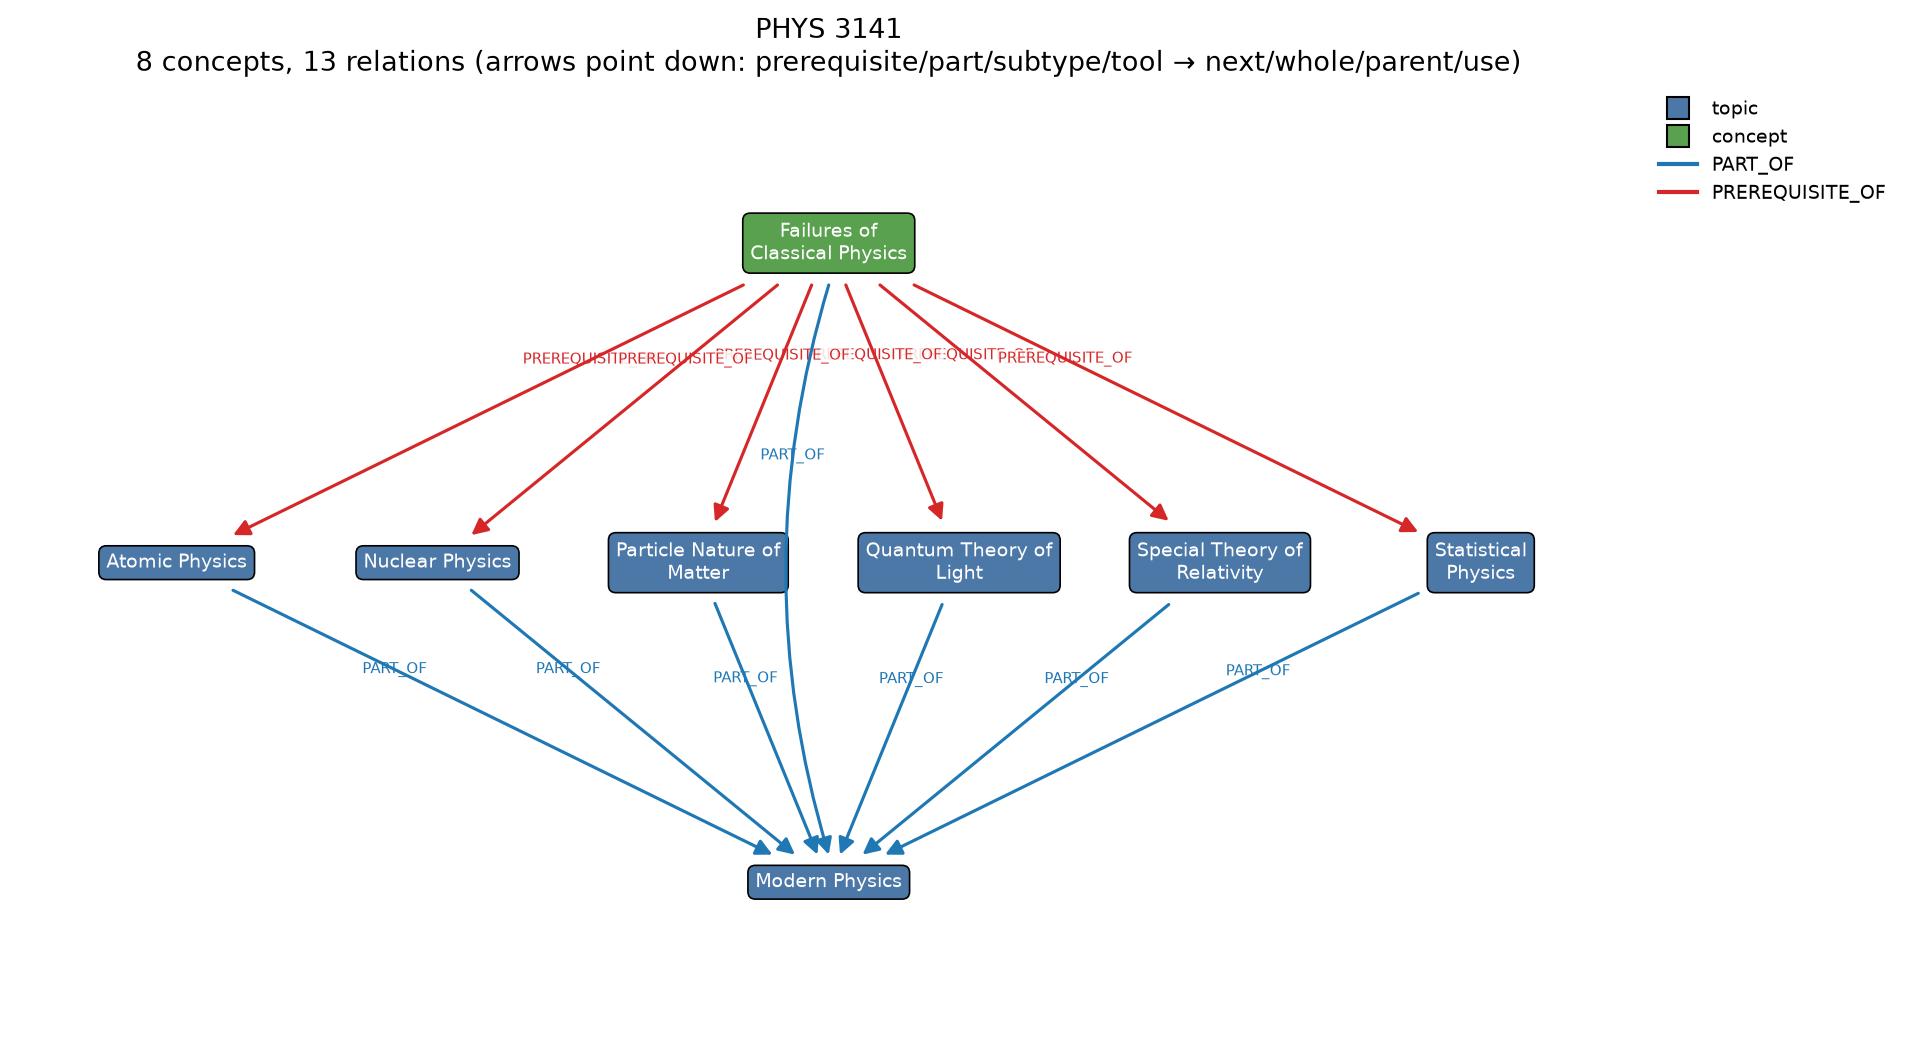 PHYS 3141
8 concepts, 13 relations (arrows point down: prerequisite/part/subtype/tool → next/whole/parent/use)
topic
concept
PART_OF
PREREQUISITE_OF
Failures of
Classical Physics
PREREQUISITE_OF
PREREQUISITE_OF
PREREQUISITE_OF
PART_OF
Atomic Physics
Nuclear Physics
Particle Nature of
Matter
Quantum Theory of
Light
Special Theory of
Relativity
Statistical
Physics
PART_OF
PART_OF
PART_OF
PART_OF
PART_OF
PART_OF
Modern Physics